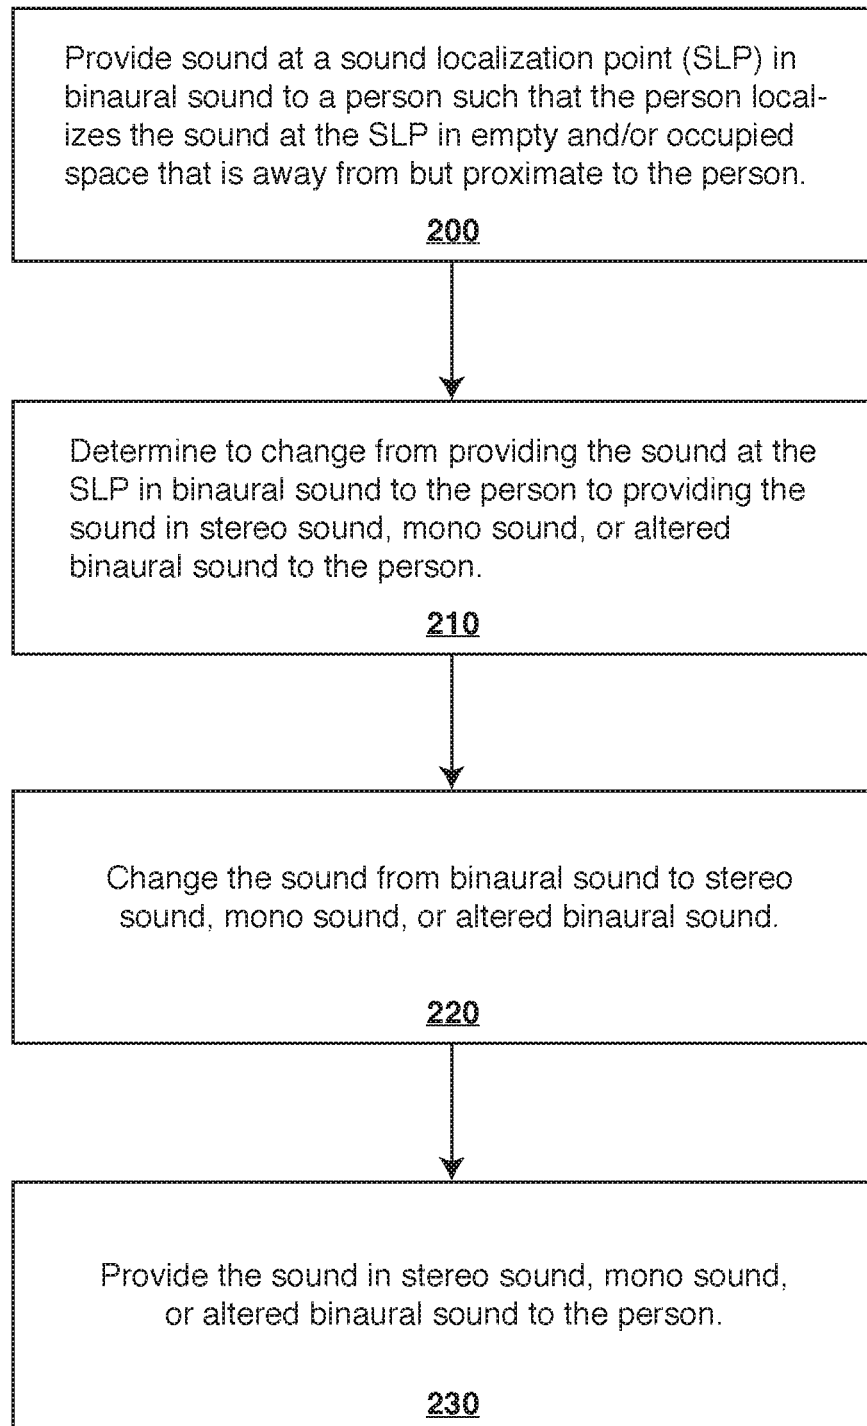 Provide sound at a sound localization point (SLP) in
binaural sound to a person such that the person local-
izes the sound at the SLP in empty and/or occupied
space that is away from but proximate to the person.
200
Determine to change from providing the sound at the
SLP in binaural sound to the person to providing the
sound in stereo sound, mono sound, or altered
binaural sound to the person.
210
Change the sound from binaural sound to stereo
sound, mono sound, or altered binaural sound.
220
Provide the sound in stereo sound, mono sound,
or altered binaural sound to the person.
230